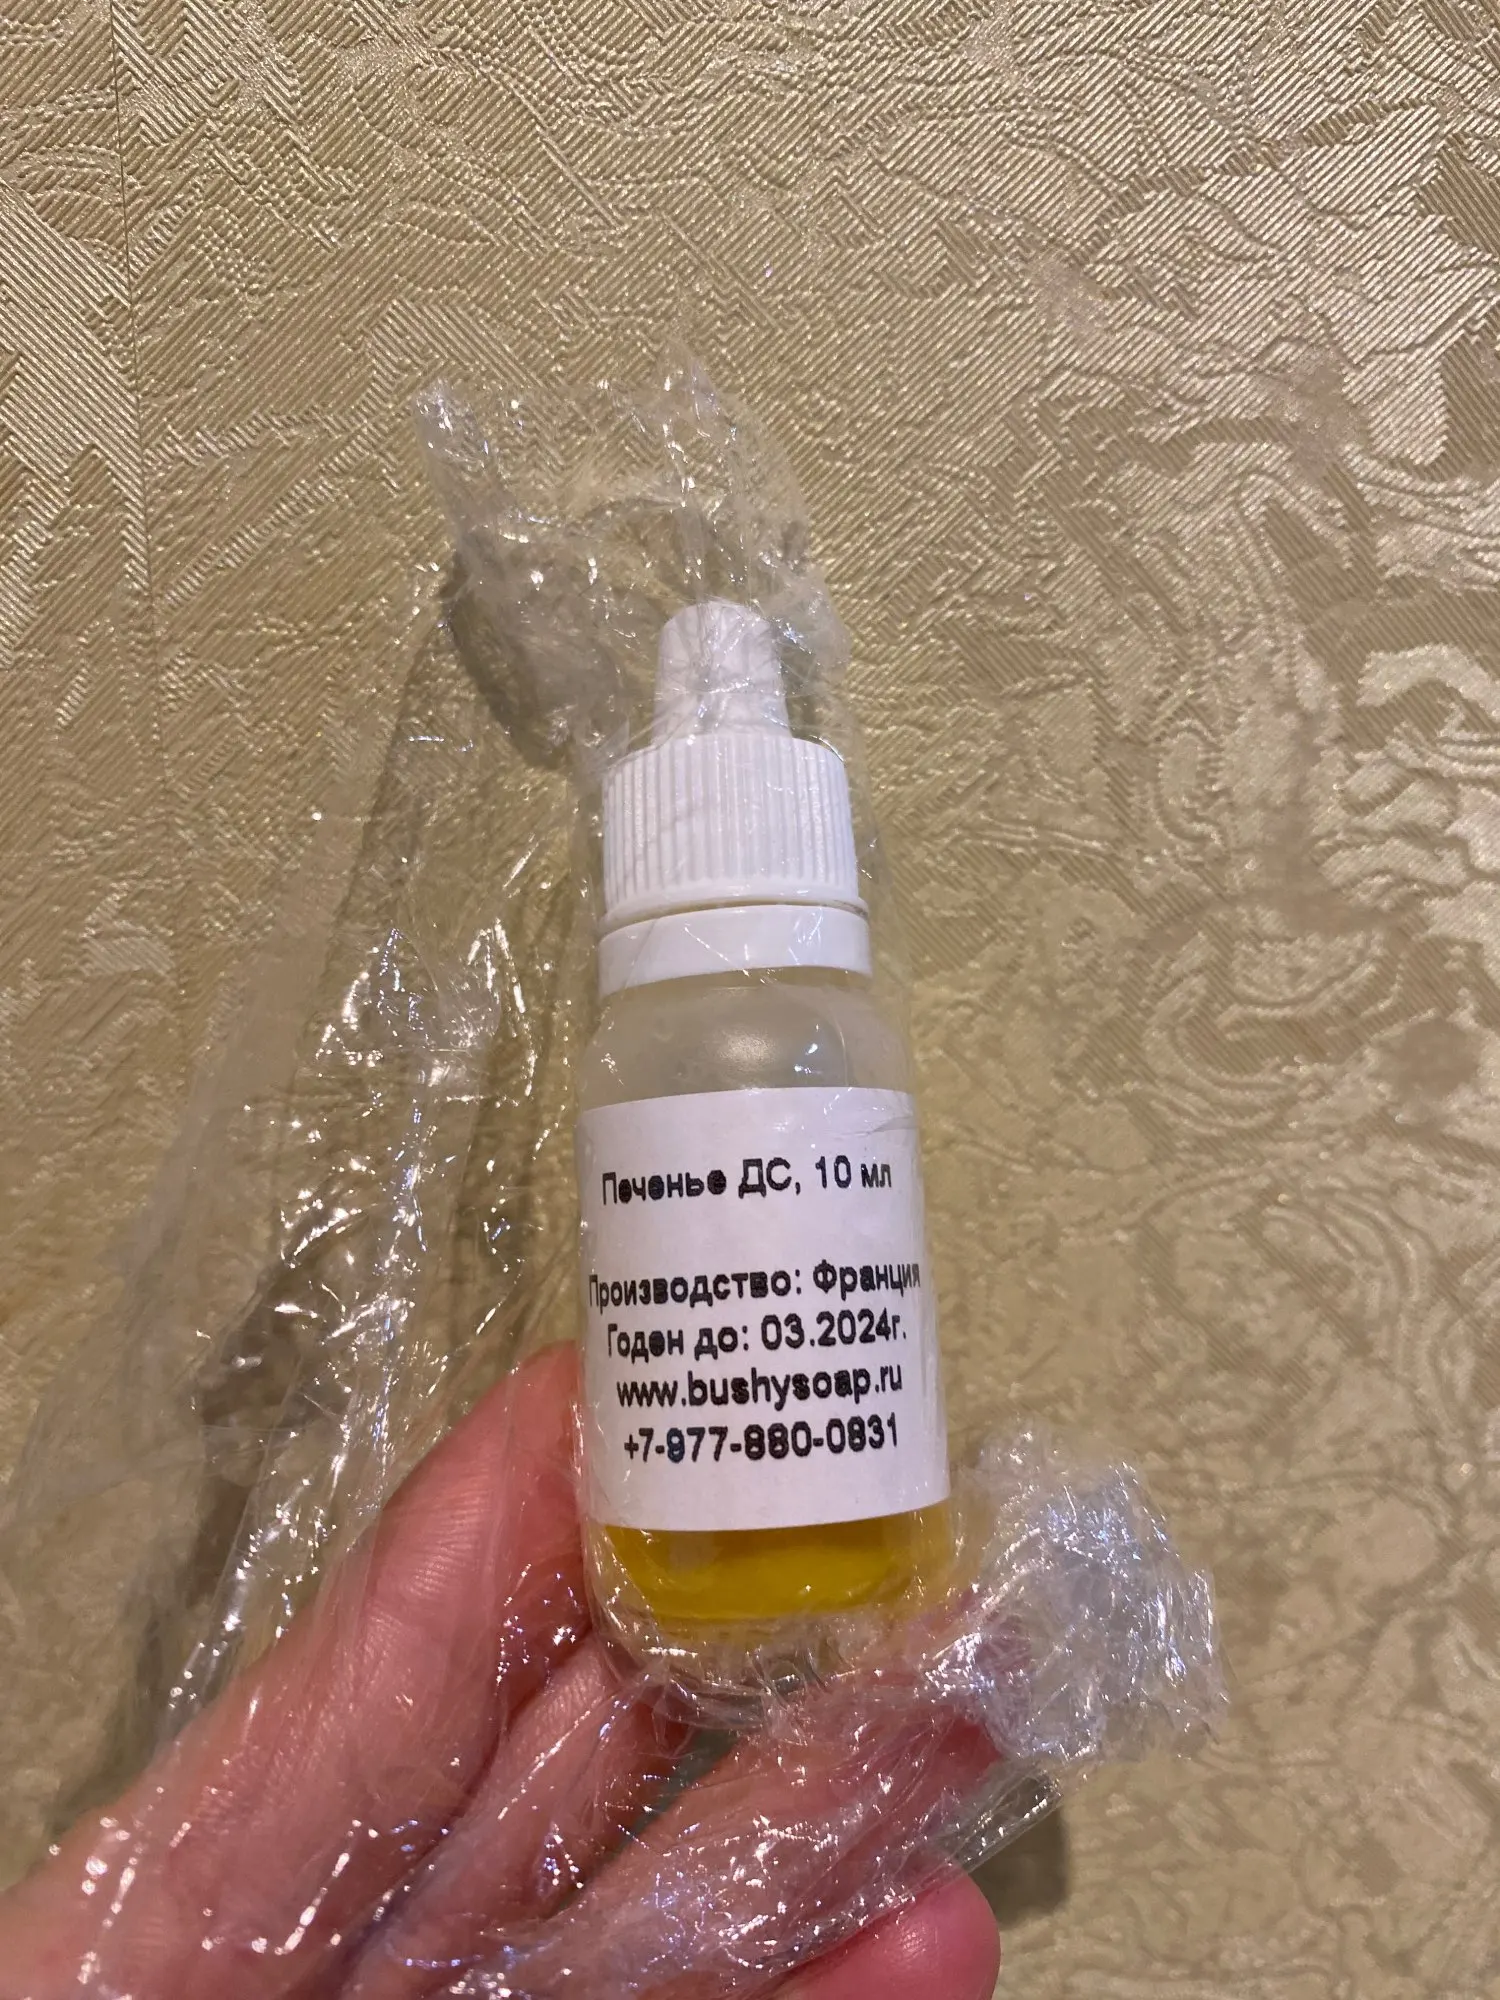 Печенье ДС, 10 мл
Производство: Франция
Годен до: 03.2024г.
www.bushysoap.ru
+7-977-880-0831